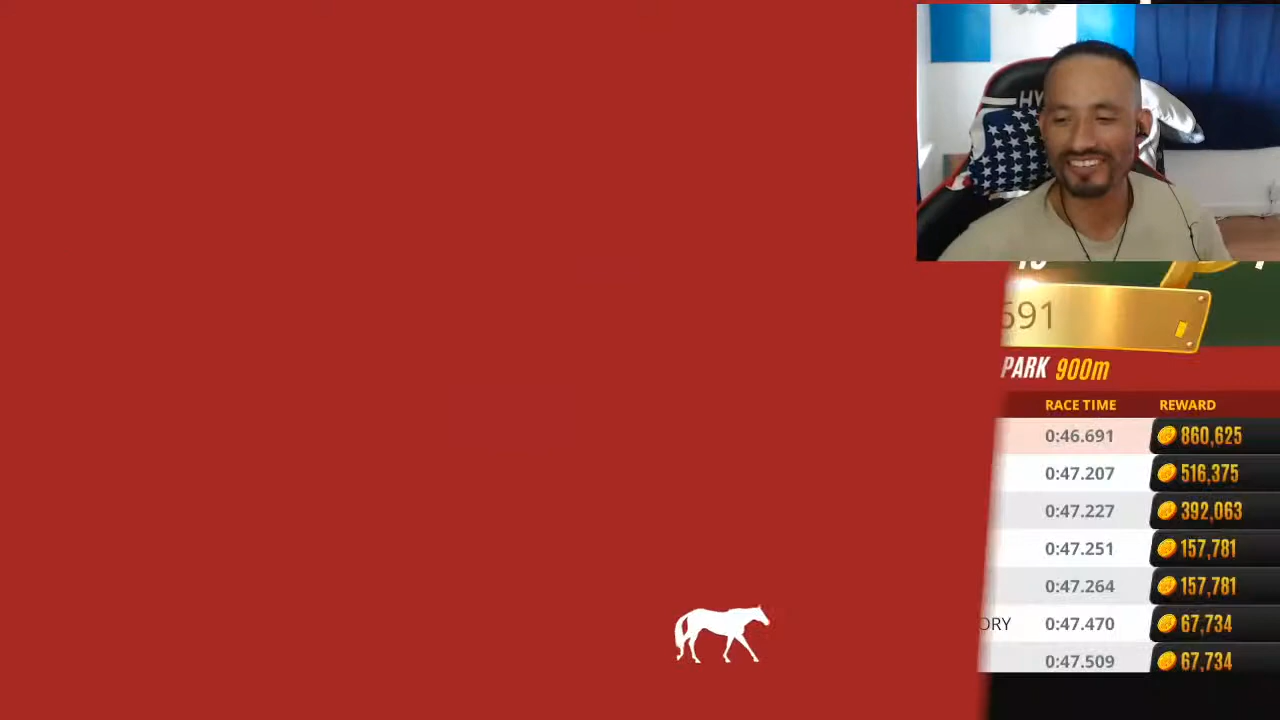 HY
691
PARK 900m
RACE TIME REWARD
0:46.691 860,625
0:47.207 516,375
0:47.227 392,063
0:47.251 157,781
0:47.264 157,781
ORY 0:47.470 67,734
0:47.509 67,734